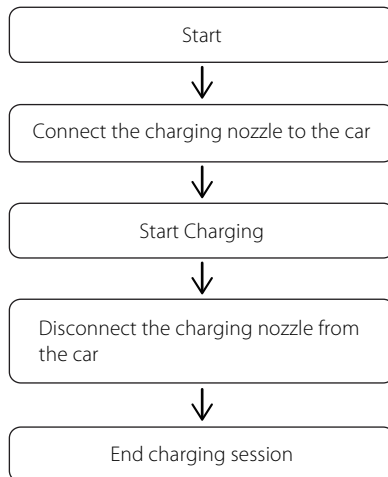 Start
Connect the charging nozzle to the car
Start Charging
Disconnect the charging nozzle from
the car
End charging session